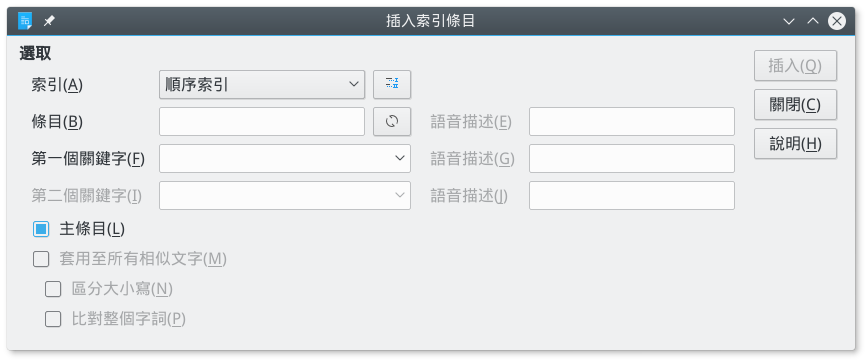 插入索引條目
選取
索引(A) 順序索引
條目(B) 語音描述(E)
第一個關鍵字(F) 語音描述(G)
第二個關鍵字(I) 語音描述(J)
主條目(L)
套用至所有相似文字(M)
區分大小寫(N)
比對整個字詞(P)
插入(Q)
關閉(C)
說明(H)